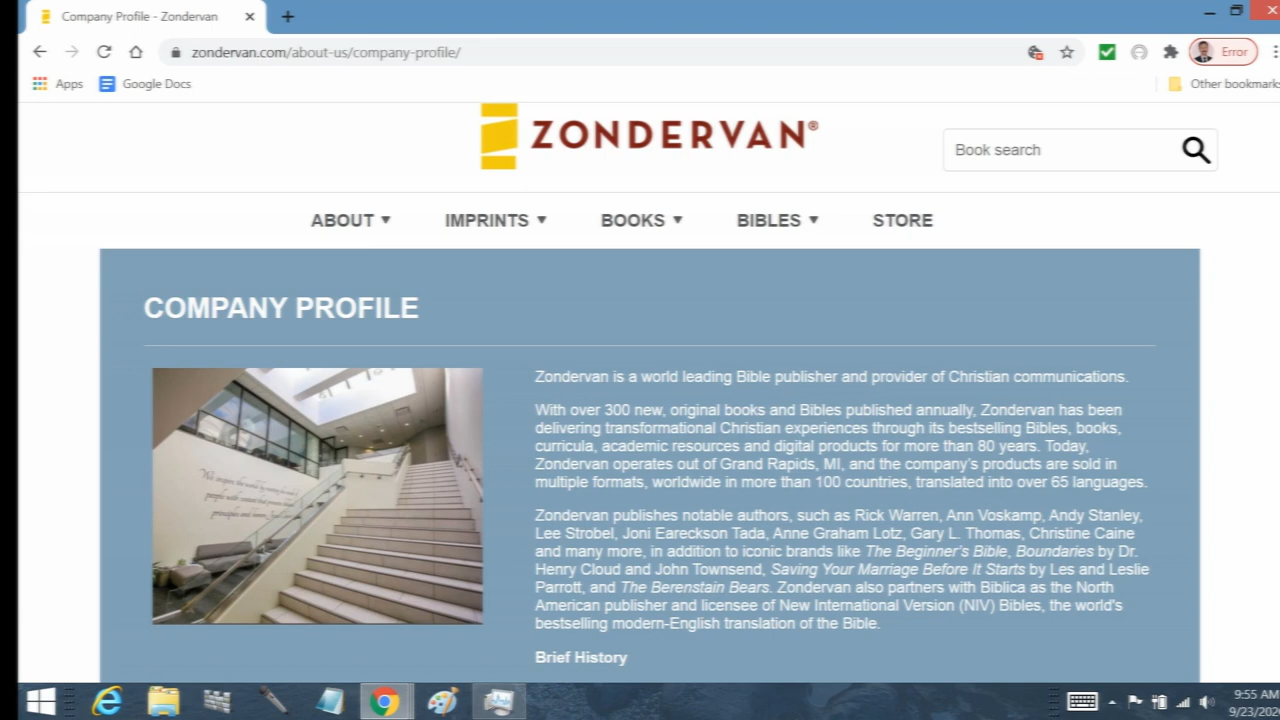 Company Profile - Zondervan
zondervan.com/about-us/company-profile/
Error
Apps
Google Docs
Other bookmarks
ZONDERVAN®
Book search
ABOUT ▼ IMPRINTS ▼ BOOKS ▼ BIBLES ▼ STORE
COMPANY PROFILE
Zondervan is a world leading Bible publisher and provider of Christian communications.
With over 300 new, original books and Bibles published annually, Zondervan has been
delivering transformational Christian experiences through its bestselling Bibles, books,
curricula, academic resources and digital products for more than 80 years. Today,
Zondervan operates out of Grand Rapids, MI, and the company's products are sold in
multiple formats, worldwide in more than 100 countries, translated into over 65 languages.
Zondervan publishes notable authors, such as Rick Warren, Ann Voskamp, Andy Stanley,
Lee Strobel, Joni Eareckson Tada, Anne Graham Lotz, Gary L. Thomas, Christine Caine
and many more, in addition to iconic brands like The Beginner's Bible, Boundaries by Dr.
Henry Cloud and John Townsend, Saving Your Marriage Before It Starts by Les and Leslie
Parrott, and The Berenstain Bears. Zondervan also partners with Biblica as the North
American publisher and licensee of New International Version (NIV) Bibles, the world's
bestselling modern-English translation of the Bible.
Brief History
9:55 AM
9/23/202